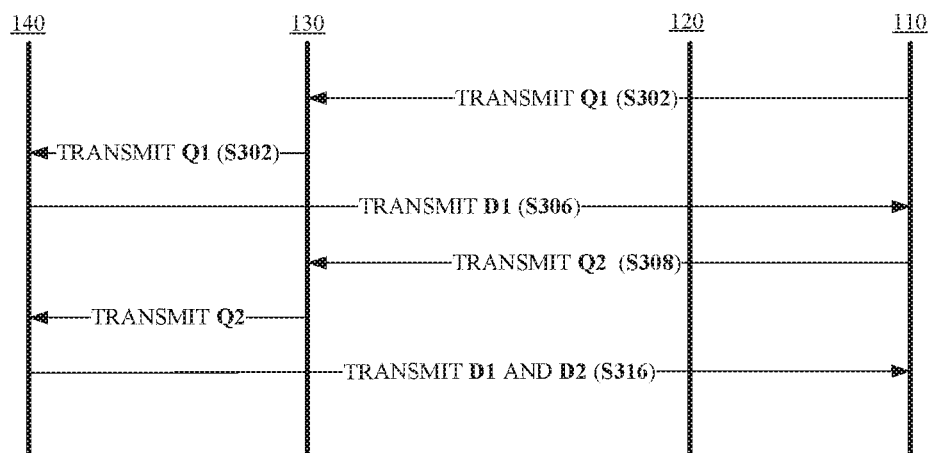 140 130 120 110
TRANSMIT Q1 (S302)
TRANSMIT Q1 (S302)
TRANSMIT D1 (S306)
TRANSMIT Q2 (S308)
TRANSMIT Q2
TRANSMIT D1 AND D2 (S316)